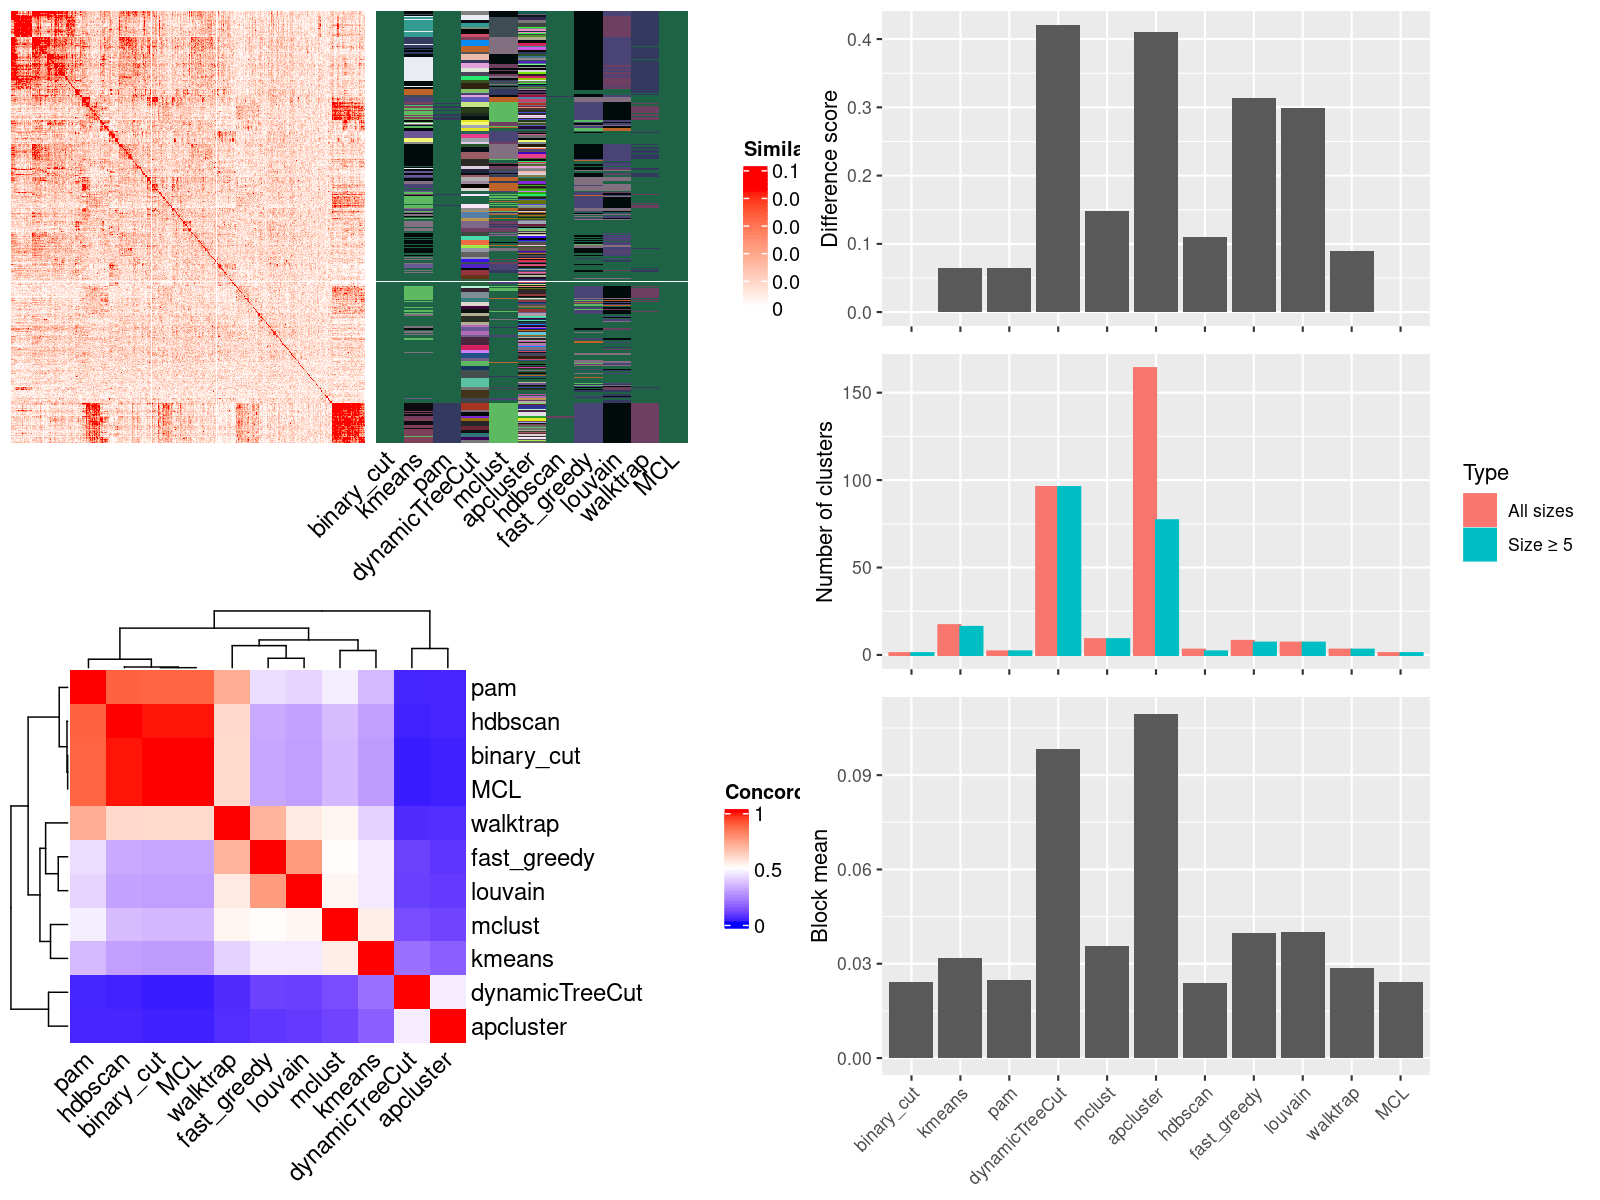 Simila
0.1
0.0
0.0
0.0
0.0
0
binary_cut
kmeans
pam
dynamicTreeCut
mclust
apcluster
hdbscan
fast_greedy
louvain
walktrap
MCL
pam
hdbscan
binary_cut
MCL
walktrap
fast_greedy
louvain
mclust
kmeans
dynamicTreeCut
apcluster
pam
hdbscan
binary_cut
MCL
walktrap
fast_greedy
louvain
mclust
kmeans
dynamicTreeCut
apcluster
Concord
1
0.5
0
Difference score
0.4
0.3
0.2
0.1
0.0
Number of clusters
150
100
50
0
Type
All sizes
Size ≥ 5
Block mean
0.09
0.06
0.03
0.00
binary_cut
kmeans
pam
dynamicTreeCut
mclust
apcluster
hdbscan
fast_greedy
louvain
walktrap
MCL